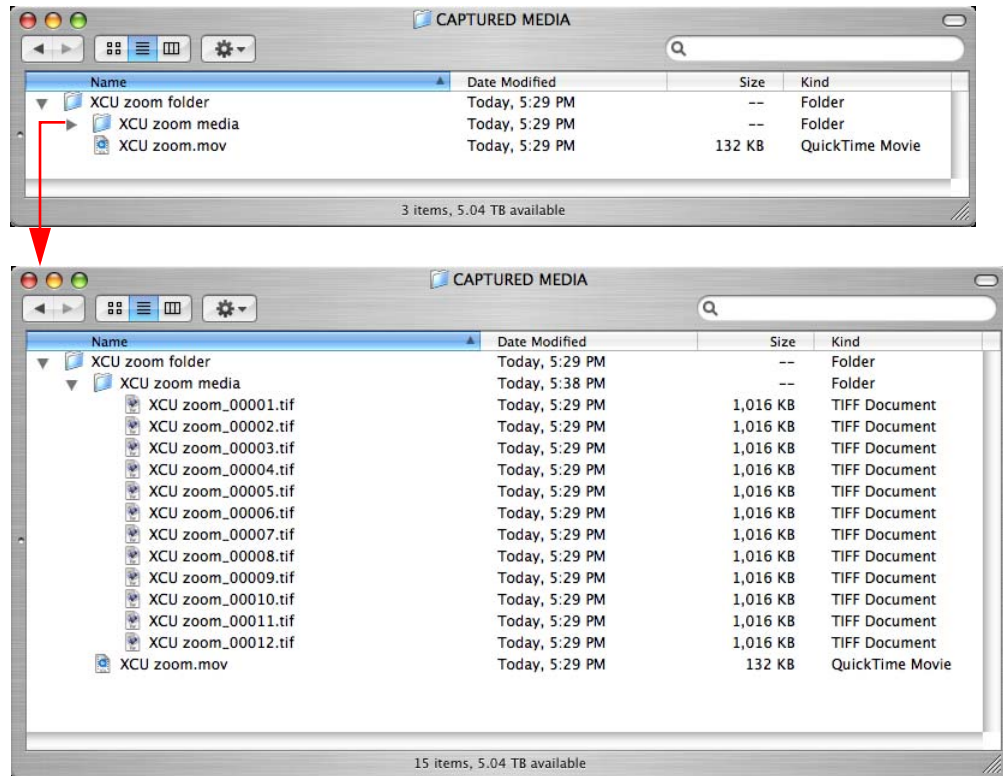 CAPTURED MEDIA
Name Date Modified Size Kind
XCU zoom folder Today, 5:29 PM -- Folder
XCU zoom media Today, 5:29 PM -- Folder
XCU zoom.mov Today, 5:29 PM 132 KB QuickTime Movie
3 items, 5.04 TB available
CAPTURED MEDIA
Name Date Modified Size Kind
XCU zoom folder Today, 5:29 PM -- Folder
XCU zoom media Today, 5:38 PM -- Folder
XCU zoom_00001.tif Today, 5:29 PM 1,016 KB TIFF Document
XCU zoom_00002.tif Today, 5:29 PM 1,016 KB TIFF Document
XCU zoom_00003.tif Today, 5:29 PM 1,016 KB TIFF Document
XCU zoom_00004.tif Today, 5:29 PM 1,016 KB TIFF Document
XCU zoom_00005.tif Today, 5:29 PM 1,016 KB TIFF Document
XCU zoom_00006.tif Today, 5:29 PM 1,016 KB TIFF Document
XCU zoom_00007.tif Today, 5:29 PM 1,016 KB TIFF Document
XCU zoom_00008.tif Today, 5:29 PM 1,016 KB TIFF Document
XCU zoom_00009.tif Today, 5:29 PM 1,016 KB TIFF Document
XCU zoom_00010.tif Today, 5:29 PM 1,016 KB TIFF Document
XCU zoom_00011.tif Today, 5:29 PM 1,016 KB TIFF Document
XCU zoom_00012.tif Today, 5:29 PM 1,016 KB TIFF Document
XCU zoom.mov Today, 5:29 PM 132 KB QuickTime Movie
15 items, 5.04 TB available